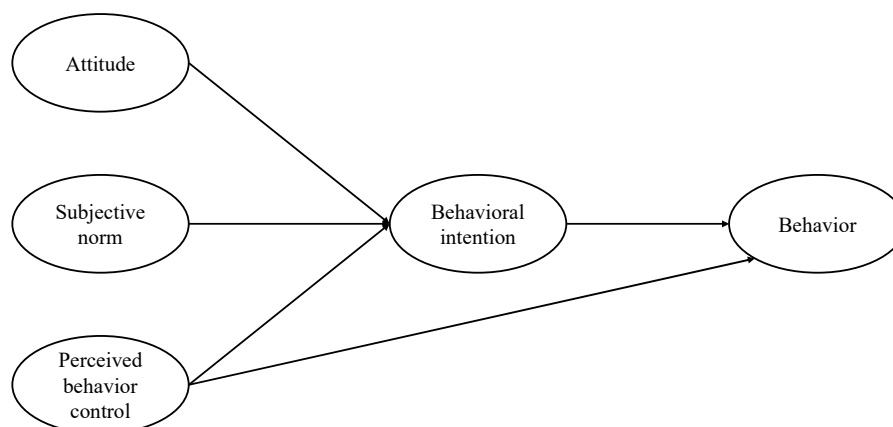 Attitude
Subjective
norm
Behavioral
intention
Behavior
Perceived
behavior
control